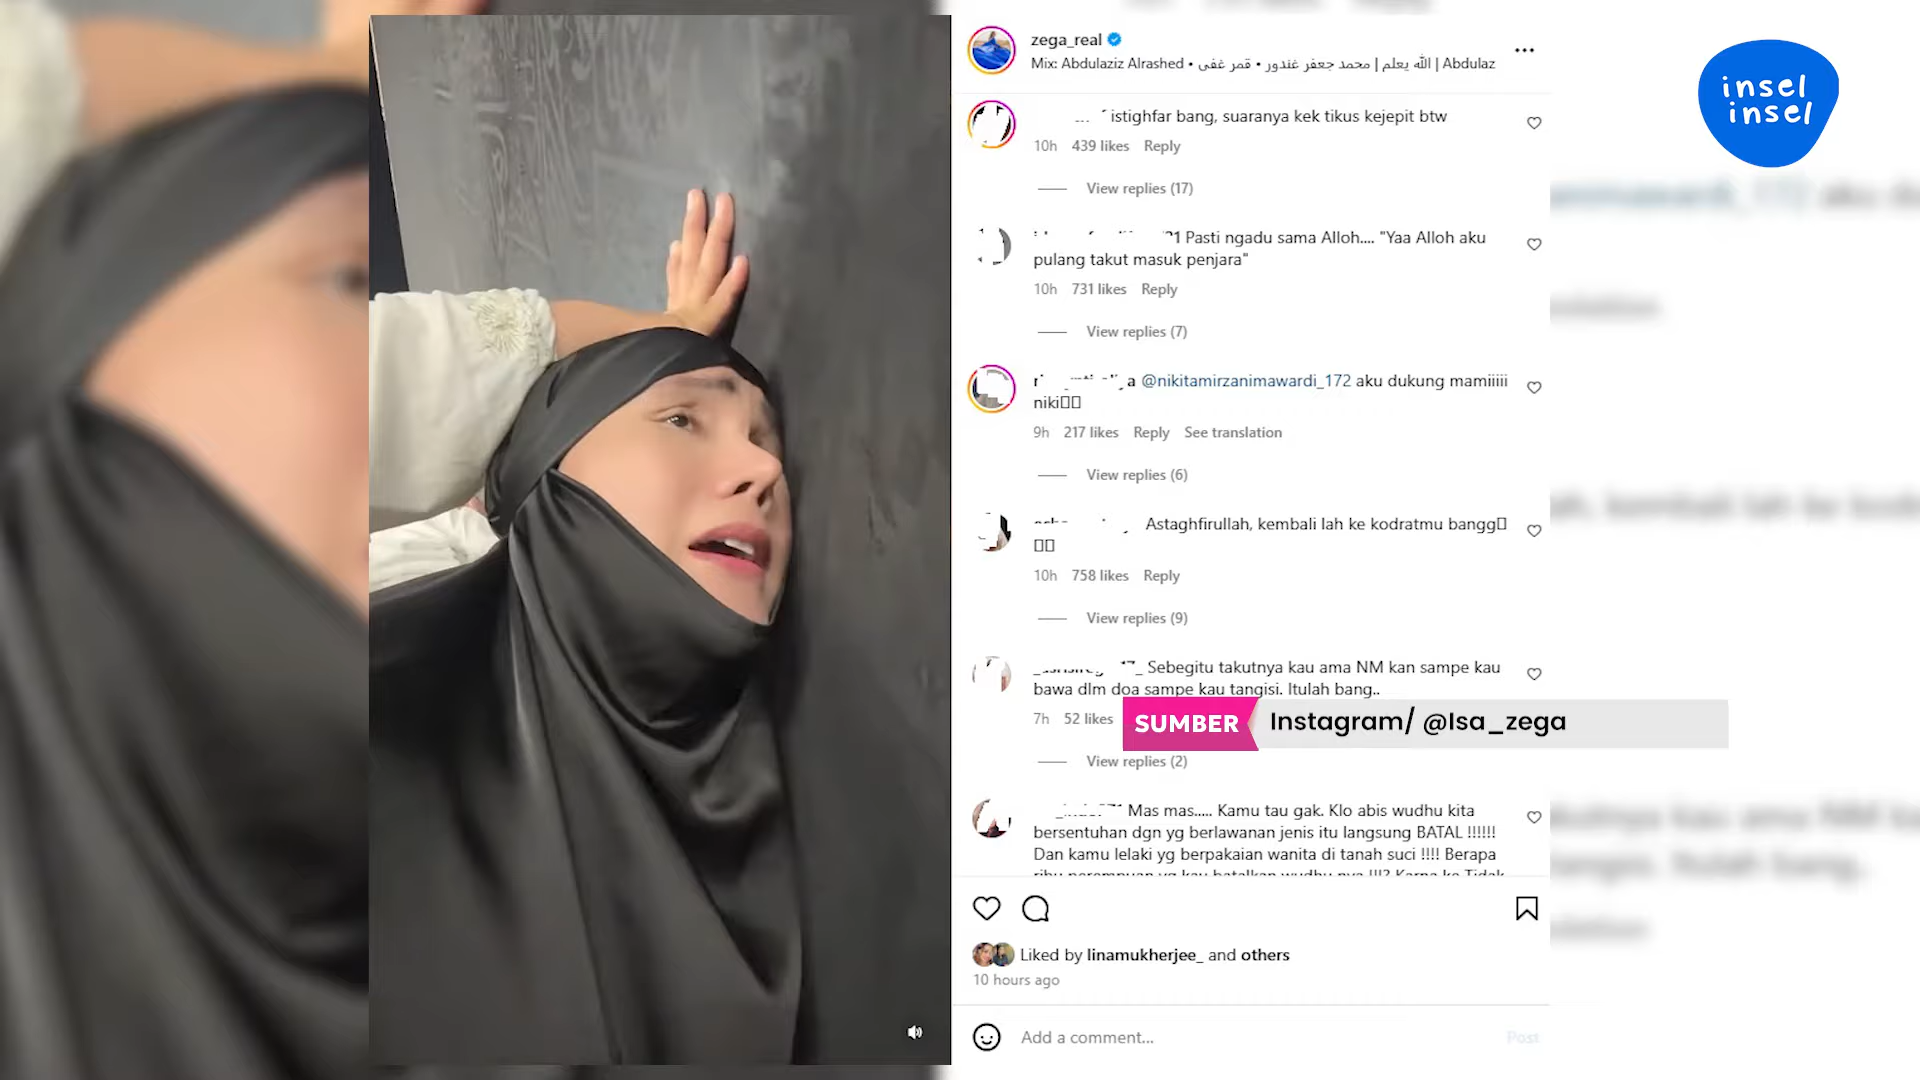 insel
insel
zega_real
Mix: Abdulaziz Alrashed • الله يعلم | محمد جعفر غندور • قمر غفى | Abdulaz
istighfar bang, suaranya kek tikus kejepit btw
10h 439 likes Reply
View replies (17)
Pasti ngadu sama Alloh.... "Yaa Alloh aku
pulang takut masuk penjara"
10h 731 likes Reply
View replies (7)
@nikitamirzanimawardi_172 aku dukung mamiiiii
niki
9h 217 likes Reply See translation
View replies (6)
Astaghfirullah, kembali lah ke kodratmu bangg
10h 758 likes Reply
View replies (9)
Sebegitu takutnya kau ama NM kan sampe kau
bawa dlm doa sampe kau tangisi. Itulah bang..
7h 52 likes
SUMBER Instagram/ @Isa_zega
View replies (2)
Mas mas..... Kamu tau gak. Klo abis wudhu kita
bersentuhan dgn yg berlawanan jenis itu langsung BATAL !!!!!!
Dan kamu lelaki yg berpakaian wanita di tanah suci !!!! Berapa
Liked by linamukherjee_ and others
10 hours ago
Add a comment...
Post